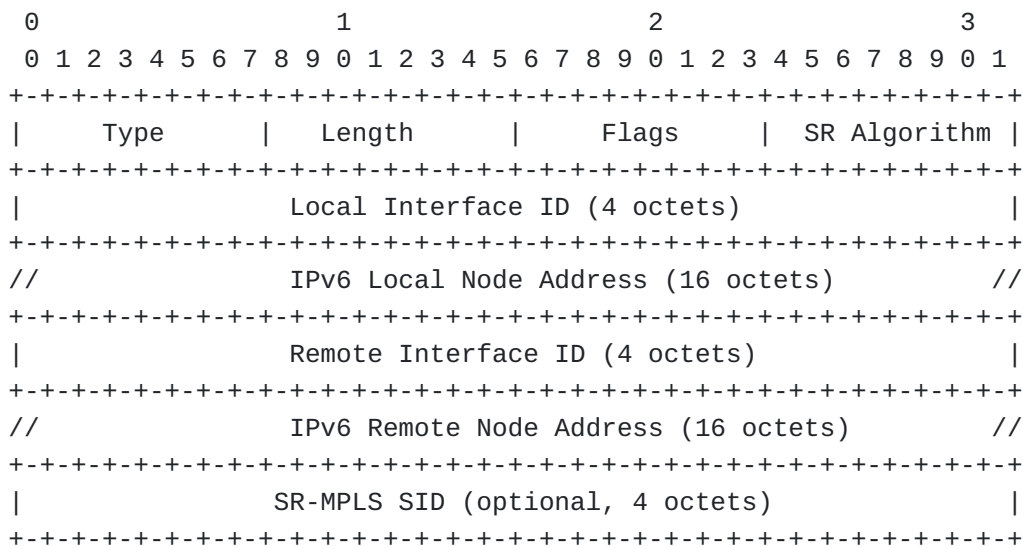 0                   1                   2                   3
 0 1 2 3 4 5 6 7 8 9 0 1 2 3 4 5 6 7 8 9 0 1 2 3 4 5 6 7 8 9 0 1
+-+-+-+-+-+-+-+-+-+-+-+-+-+-+-+-+-+-+-+-+-+-+-+-+-+-+-+-+-+-+-+-+
|     Type      |   Length      |     Flags     |  SR Algorithm |
+-+-+-+-+-+-+-+-+-+-+-+-+-+-+-+-+-+-+-+-+-+-+-+-+-+-+-+-+-+-+-+-+
|                 Local Interface ID (4 octets)                 |
+-+-+-+-+-+-+-+-+-+-+-+-+-+-+-+-+-+-+-+-+-+-+-+-+-+-+-+-+-+-+-+-+
//                IPv6 Local Node Address (16 octets)          //
+-+-+-+-+-+-+-+-+-+-+-+-+-+-+-+-+-+-+-+-+-+-+-+-+-+-+-+-+-+-+-+-+
|                 Remote Interface ID (4 octets)                |
+-+-+-+-+-+-+-+-+-+-+-+-+-+-+-+-+-+-+-+-+-+-+-+-+-+-+-+-+-+-+-+-+
//                IPv6 Remote Node Address (16 octets)         //
+-+-+-+-+-+-+-+-+-+-+-+-+-+-+-+-+-+-+-+-+-+-+-+-+-+-+-+-+-+-+-+-+
|                SR-MPLS SID (optional, 4 octets)               |
+-+-+-+-+-+-+-+-+-+-+-+-+-+-+-+-+-+-+-+-+-+-+-+-+-+-+-+-+-+-+-+-+